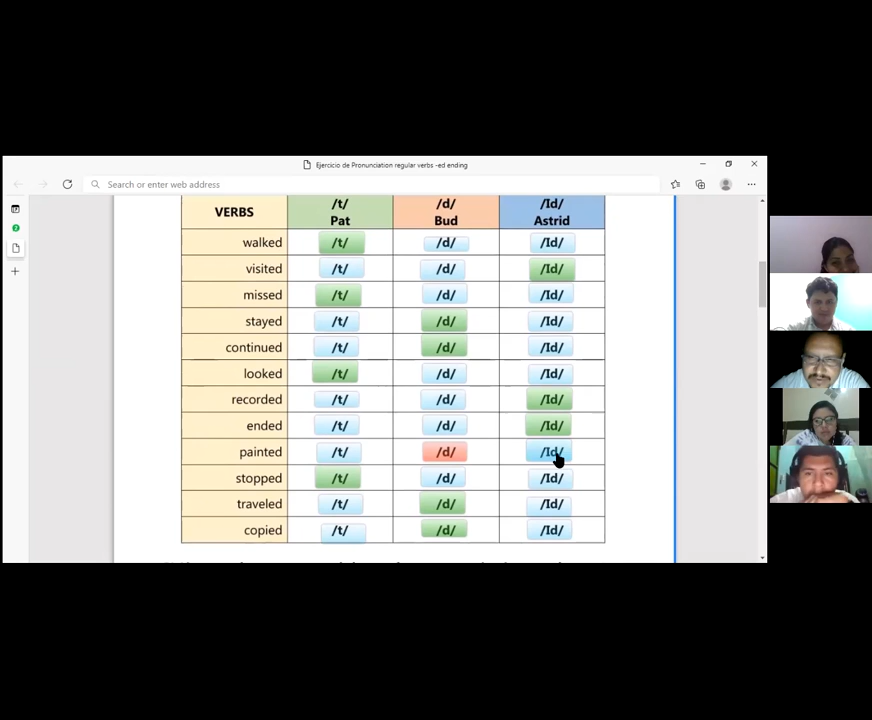 Ejercicio de Pronunciation regular verbs -ed ending
Search or enter web address
VERBS /t/ Pat /d/ Bud /Id/ Astrid
walked /t/ /d/ /Id/
visited /t/ /d/ /Id/
missed /t/ /d/ /Id/
stayed /t/ /d/ /Id/
continued /t/ /d/ /Id/
looked /t/ /d/ /Id/
recorded /t/ /d/ /Id/
ended /t/ /d/ /Id/
painted /t/ /d/ /Id/
stopped /t/ /d/ /Id/
traveled /t/ /d/ /Id/
copied /t/ /d/ /Id/